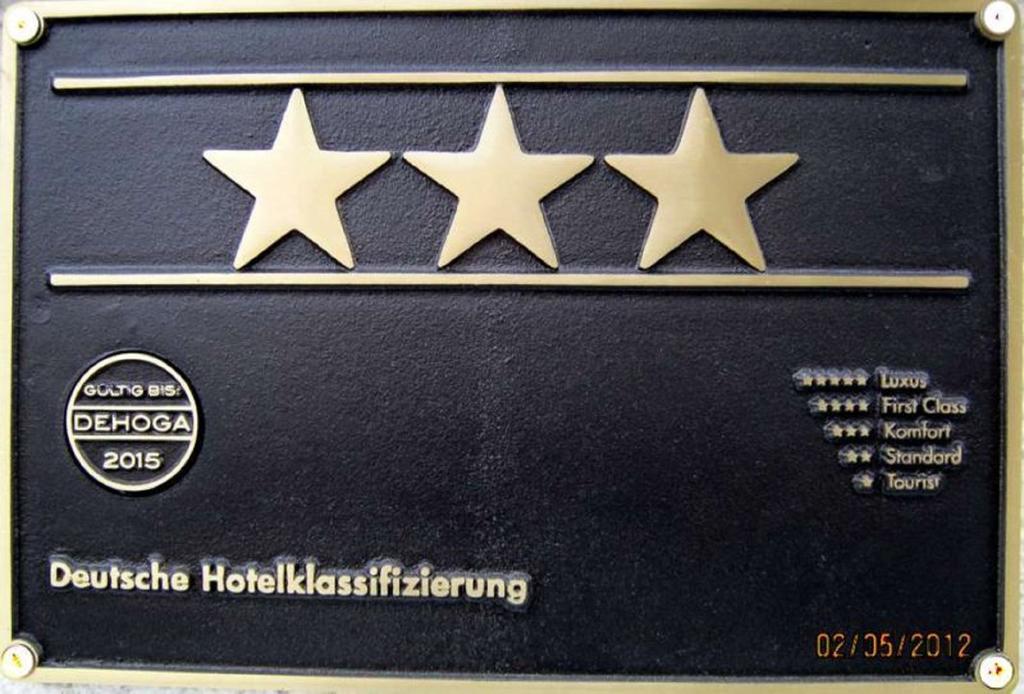 GÜLTIG BIS:
DEHOGA
2015
★★★★★ Luxus
★★★★ First Class
★★★ Komfort
★★ Standard
★ Tourist
Deutsche Hotelklassifizierung
02/05/2012